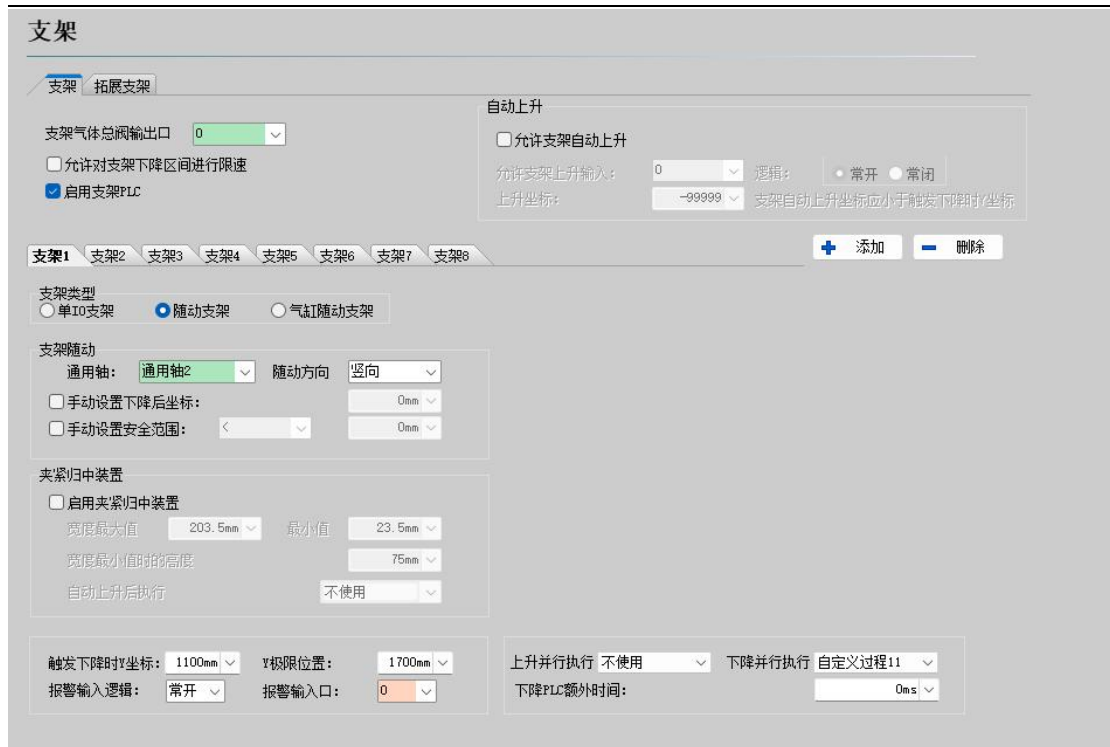 支架
支架 拓展支架
支架气体总阀输出口 0
允许对支架下降区间进行限速
启用支架PLC
自动上升
允许支架自动上升
允许支架上升输入： 0 逻辑： 常开 常闭
上升坐标： -99999 支架自动上升坐标应小于触发下降时Y坐标
支架1 支架2 支架3 支架4 支架5 支架6 支架7 支架8
添加 删除
支架类型
单IO支架 随动支架 气缸随动支架
支架随动
通用轴： 通用轴2 随动方向 竖向
手动设置下降后坐标： 0mm
手动设置安全范围： < 0mm
夹紧归中装置
启用夹紧归中装置
宽度最大值 203.5mm 最小值 23.5mm
宽度最小值时的高度 75mm
自动上升后执行 不使用
触发下降时Y坐标： 1100mm Y极限位置： 1700mm
报警输入逻辑： 常开 报警输入口： 0
上升并行执行 不使用 下降并行执行 自定义过程11
下降PLC额外时间： 0ms